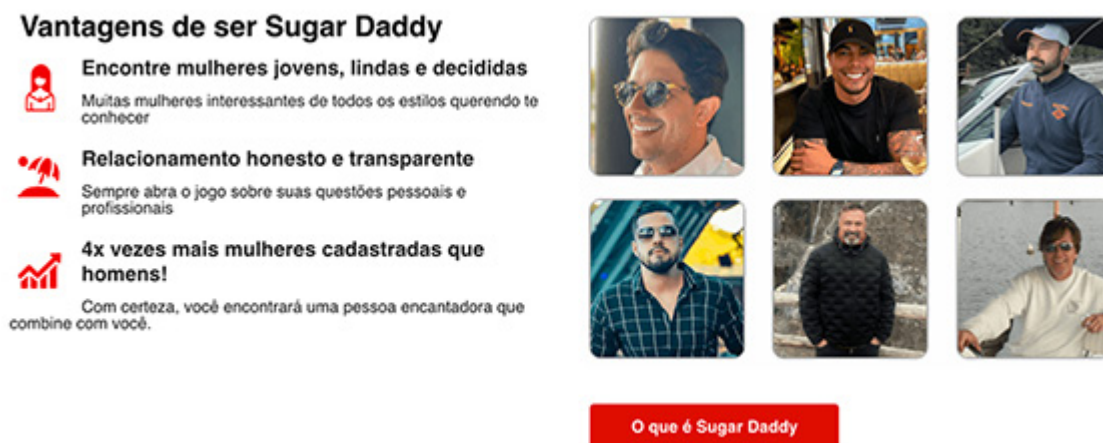 Vantagens de ser Sugar Daddy
Encontre mulheres jovens, lindas e decididas
Muitas mulheres interessantes de todos os estilos querendo te
conhecer
Relacionamento honesto e transparente
Sempre abra o jogo sobre suas questões pessoais e
profissionais
4x vezes mais mulheres cadastradas que
homens!
Com certeza, você encontrará uma pessoa encantadora que
combine com você.
O que é Sugar Daddy